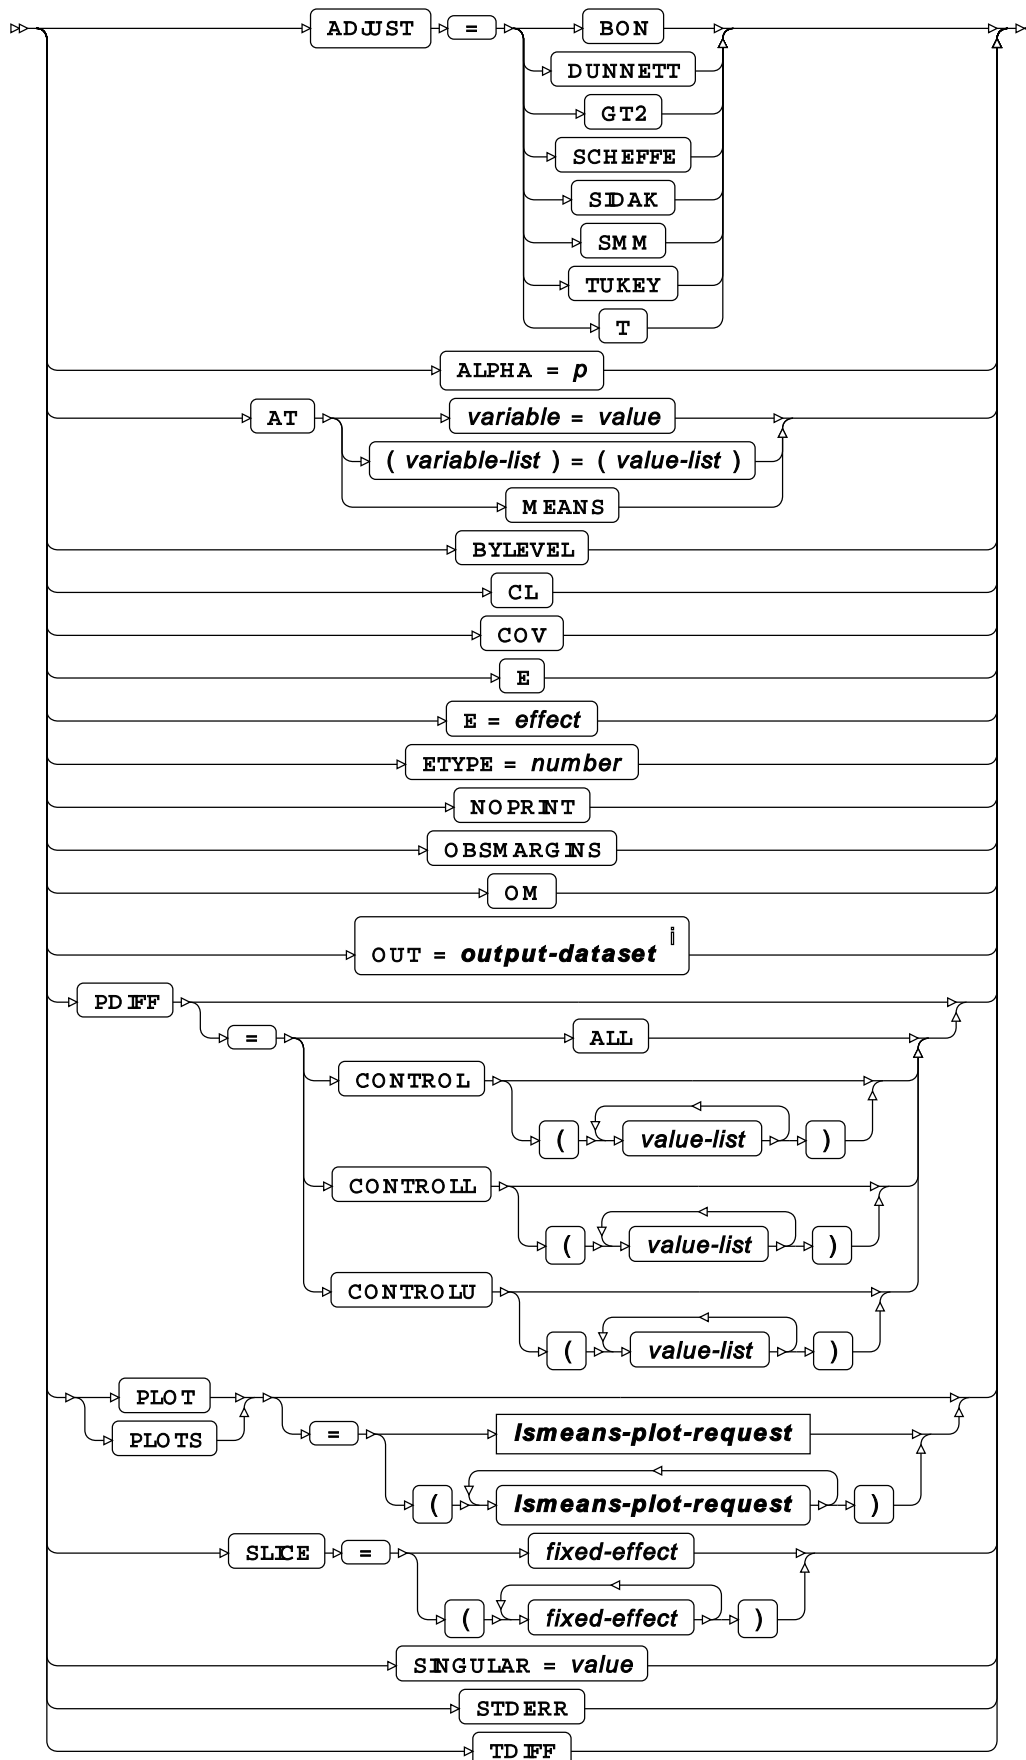 ADJUST = BON
DUNNETT
GT2
SCHEFFE
SIDAK
SMM
TUKEY
T
ALPHA = p
AT variable = value
( variable-list ) = ( value-list )
MEANS
BYLEVEL
CL
COV
E
E = effect
ETYPE = number
NOPRINT
OBSMARGINS
OM
OUT = output-dataset i
PDIFF
= ALL
CONTROL
( value-list )
CONTROLL
( value-list )
CONTROLU
( value-list )
PLOT
PLOTS = lsmeans-plot-request
( lsmeans-plot-request )
SLICE = fixed-effect
( fixed-effect )
SINGULAR = value
STDERR
TDIFF